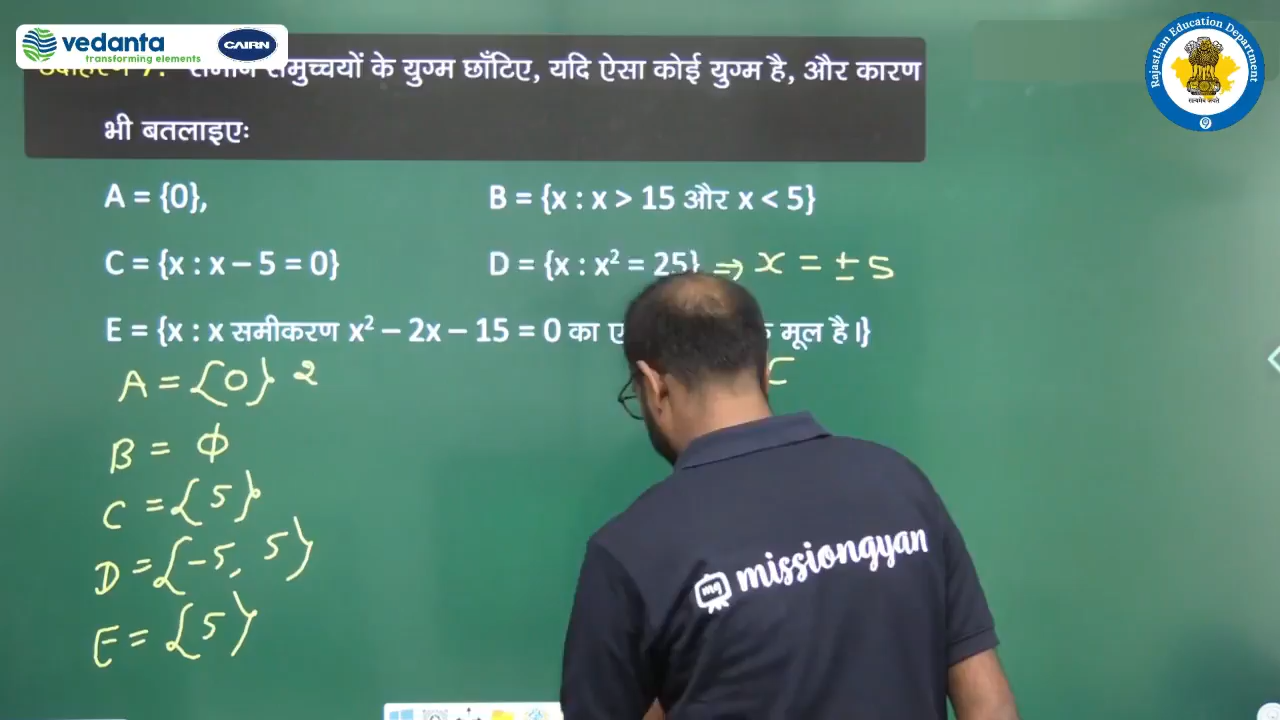 vedanta
transforming elements
CAIRN
Rajasthan Education Department
सत्यमेव जयते
समुच्चयों के युग्म छाँटिए, यदि ऐसा कोई युग्म है, और कारण
भी बतलाइएः
A = {0},
B = {x : x > 15 और x < 5}
C = {x : x – 5 = 0}
D = {x : x² = 25} ⇒ x = ± 5
E = {x : x समीकरण x² – 2x – 15 = 0 का मूल है।}
A = {0} 2
B = ϕ
C = {5}
D = {-5, 5}
E = {5}
mg missiongyan